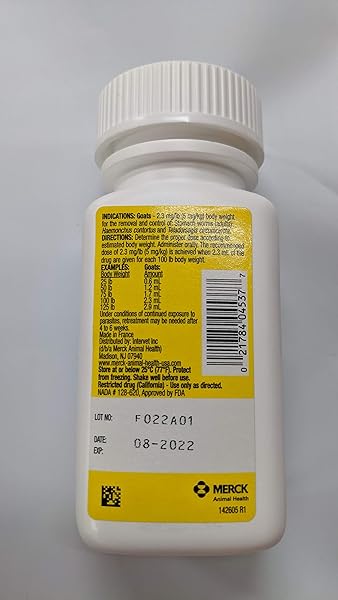 INDICATIONS: Goats - 2.3 mg/lb (5 mg/kg) body weight
for the removal and control of: Stomach worms (adults):
Haemonchus contortus and Teladorsagia circumcincta.
DIRECTIONS: Determine the proper dose according to
estimated body weight. Administer orally. The recommended
dose of 2.3 mg/lb (5 mg/kg) is achieved when 2.3 mL of the
drug are given for each 100 lb body weight.
EXAMPLES: Goats:
Body Weight Amount
25 lb 0.6 mL
50 lb 1.2 mL
75 lb 1.7 mL
100 lb 2.3 mL
125 lb 2.9 mL
Under conditions of continued exposure to
parasites, retreatment may be needed after
4 to 6 weeks.
Made in France
Distributed by: Intervet Inc
(d/b/a Merck Animal Health)
Madison, NJ 07940
www.merck-animal-health-usa.com
Store at or below 25°C (77°F). Protect
from freezing. Shake well before use.
Restricted drug (California) - Use only as directed.
NADA # 128-620, Approved by FDA
0 21784 04537 7
LOT NO: F022A01
DATE:
EXP: 08-2022
MERCK
Animal Health
142605 R1